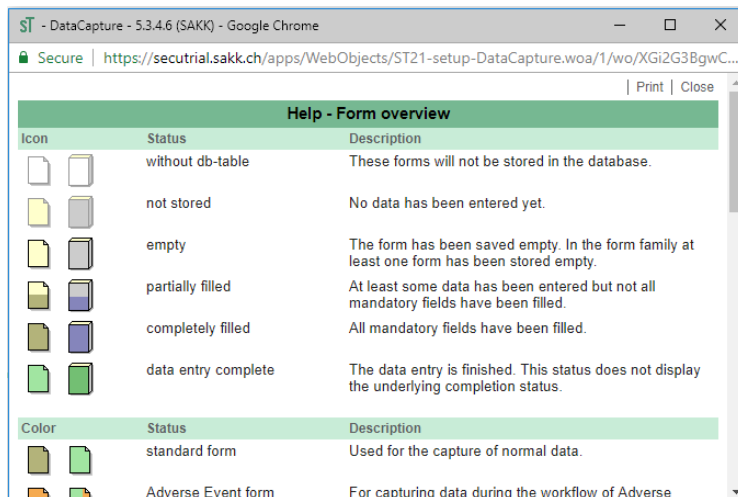 sT - DataCapture - 5.3.4.6 (SAKK) - Google Chrome
Secure | https://secutrial.sakk.ch/apps/WebObjects/ST21-setup-DataCapture.woa/1/wo/XGi2G3BgwC...
| Print | Close
Help - Form overview
Icon Status Description
without db-table These forms will not be stored in the database.
not stored No data has been entered yet.
empty The form has been saved empty. In the form family at
least one form has been stored empty.
partially filled At least some data has been entered but not all
mandatory fields have been filled.
completely filled All mandatory fields have been filled.
data entry complete The data entry is finished. This status does not display
the underlying completion status.
Color Status Description
standard form Used for the capture of normal data.
Adverse Event form For capturing data during the workflow of Adverse